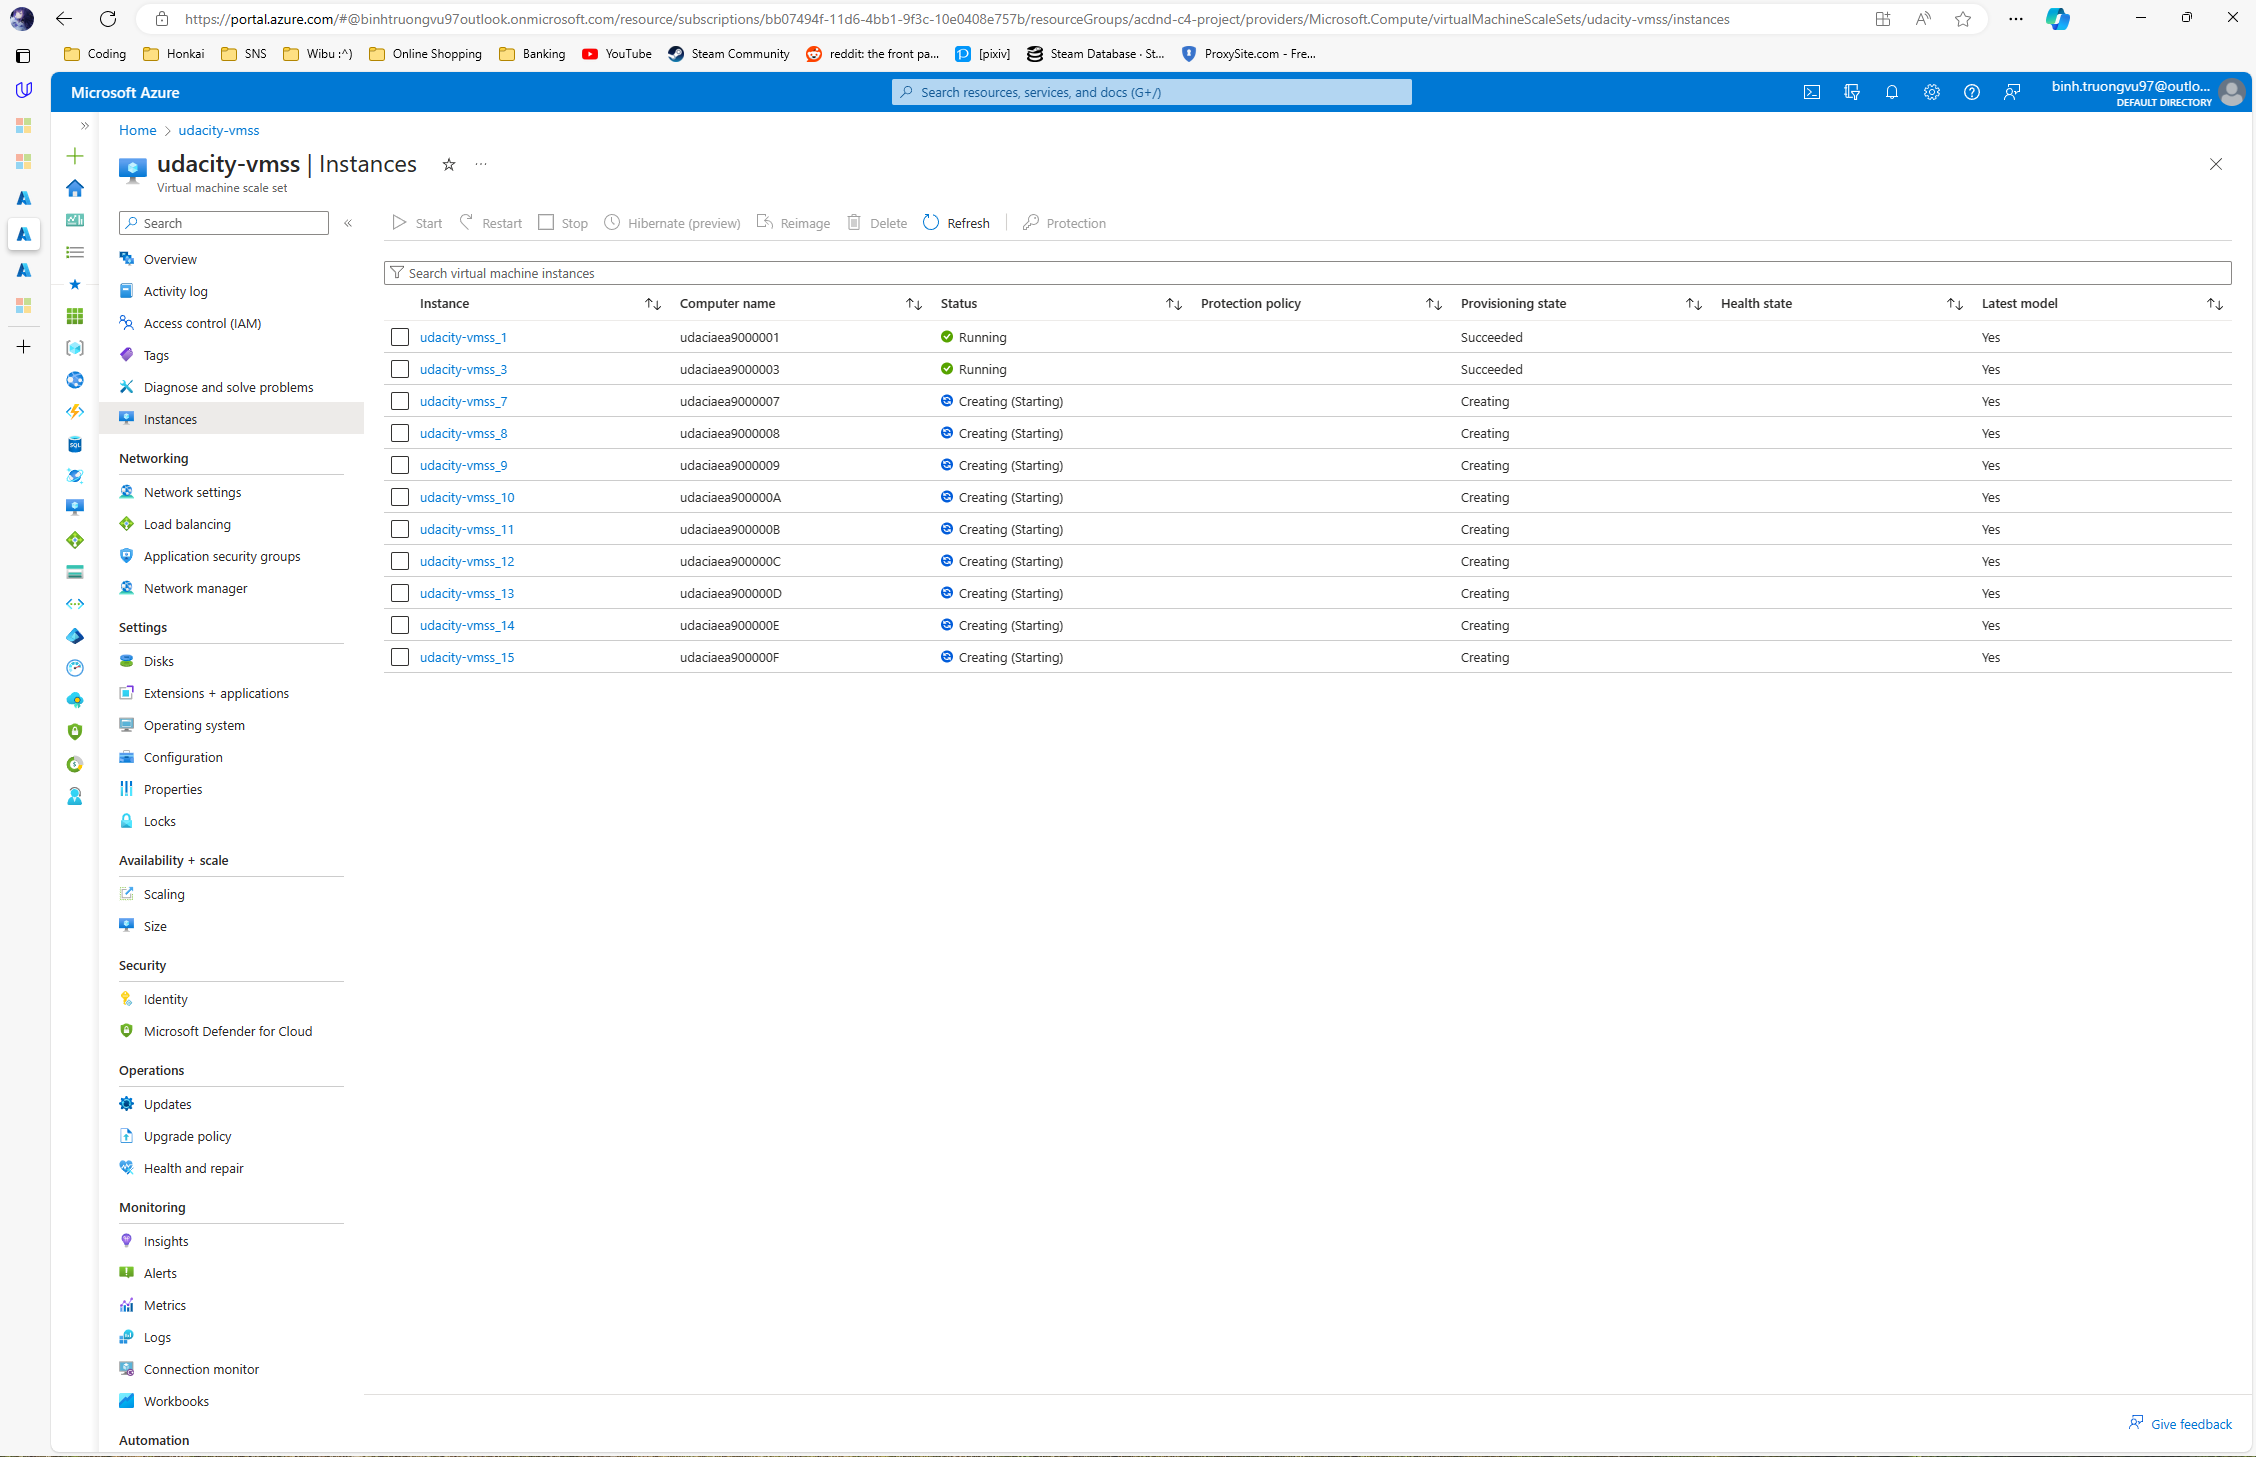 https://portal.azure.com/#@binhtruongvu97outlook.onmicrosoft.com/resource/subscriptions/bb07494f-11d6-4bb1-9f3c-10e0408e757b/resourceGroups/acdnd-c4-project/providers/Microsoft.Compute/virtualMachineScaleSets/udacity-vmss/instances
Coding Honkai SNS Wibu :^) Online Shopping Banking YouTube Steam Community reddit: the front pa... [pixiv] Steam Database · St... ProxySite.com - Fre...
Microsoft Azure
Search resources, services, and docs (G+/)
binh.truongvu97@outlo...
DEFAULT DIRECTORY
Home > udacity-vmss
udacity-vmss | Instances
Virtual machine scale set
Search
Start Restart Stop Hibernate (preview) Reimage Delete Refresh Protection
Overview
Activity log
Access control (IAM)
Tags
Diagnose and solve problems
Instances
Networking
Network settings
Load balancing
Application security groups
Network manager
Settings
Disks
Extensions + applications
Operating system
Configuration
Properties
Locks
Availability + scale
Scaling
Size
Security
Identity
Microsoft Defender for Cloud
Operations
Updates
Upgrade policy
Health and repair
Monitoring
Insights
Alerts
Metrics
Logs
Connection monitor
Workbooks
Automation
Search virtual machine instances
Instance Computer name Status Protection policy Provisioning state Health state Latest model
udacity-vmss_1 udaciaea9000001 Running Succeeded Yes
udacity-vmss_3 udaciaea9000003 Running Succeeded Yes
udacity-vmss_7 udaciaea9000007 Creating (Starting) Creating Yes
udacity-vmss_8 udaciaea9000008 Creating (Starting) Creating Yes
udacity-vmss_9 udaciaea9000009 Creating (Starting) Creating Yes
udacity-vmss_10 udaciaea900000A Creating (Starting) Creating Yes
udacity-vmss_11 udaciaea900000B Creating (Starting) Creating Yes
udacity-vmss_12 udaciaea900000C Creating (Starting) Creating Yes
udacity-vmss_13 udaciaea900000D Creating (Starting) Creating Yes
udacity-vmss_14 udaciaea900000E Creating (Starting) Creating Yes
udacity-vmss_15 udaciaea900000F Creating (Starting) Creating Yes
Give feedback